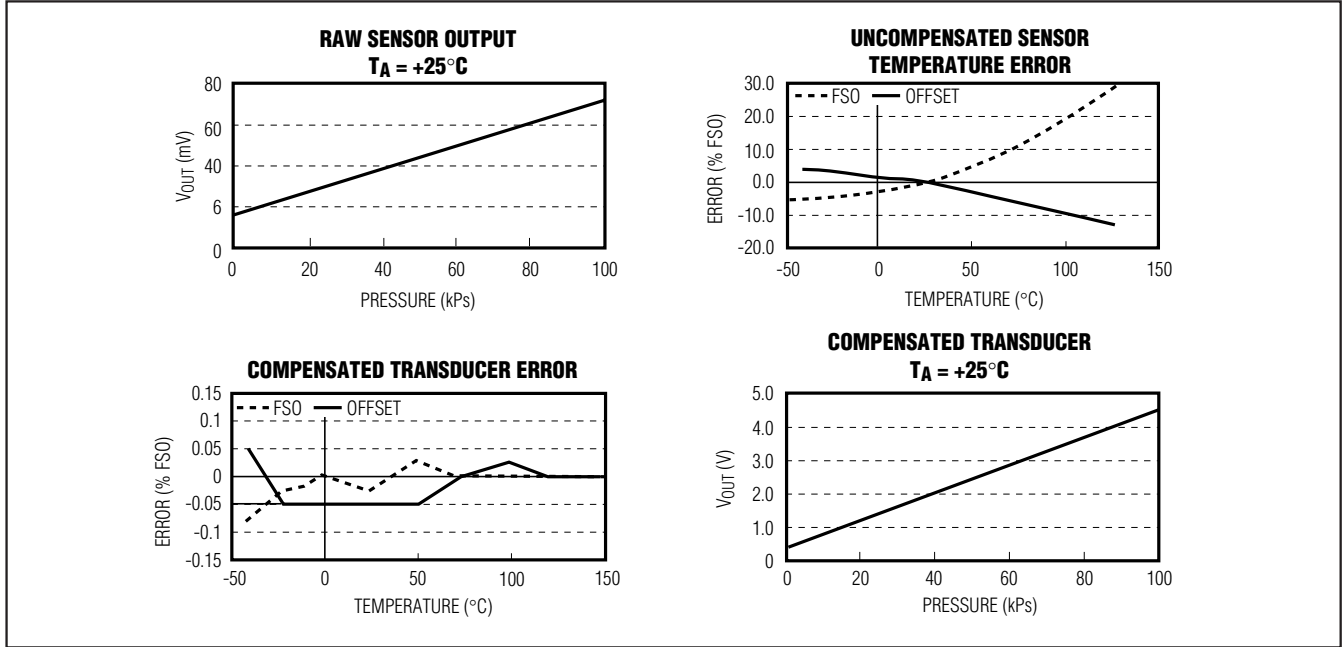 RAW SENSOR OUTPUT
TA = +25°C
80
60
40
6
0
VOUT (mV)
0 20 40 60 80 100
PRESSURE (kPs)
UNCOMPENSATED SENSOR
TEMPERATURE ERROR
FSO OFFSET
30.0
20.0
10.0
0.0
-10.0
-20.0
ERROR (% FSO)
-50 0 50 100 150
TEMPERATURE (°C)
COMPENSATED TRANSDUCER ERROR
FSO OFFSET
0.15
0.1
0.05
0
-0.05
-0.1
-0.15
ERROR (% FSO)
-50 0 50 100 150
TEMPERATURE (°C)
COMPENSATED TRANSDUCER
TA = +25°C
5.0
4.0
3.0
2.0
1.0
0
VOUT (V)
0 20 40 60 80 100
PRESSURE (kPs)